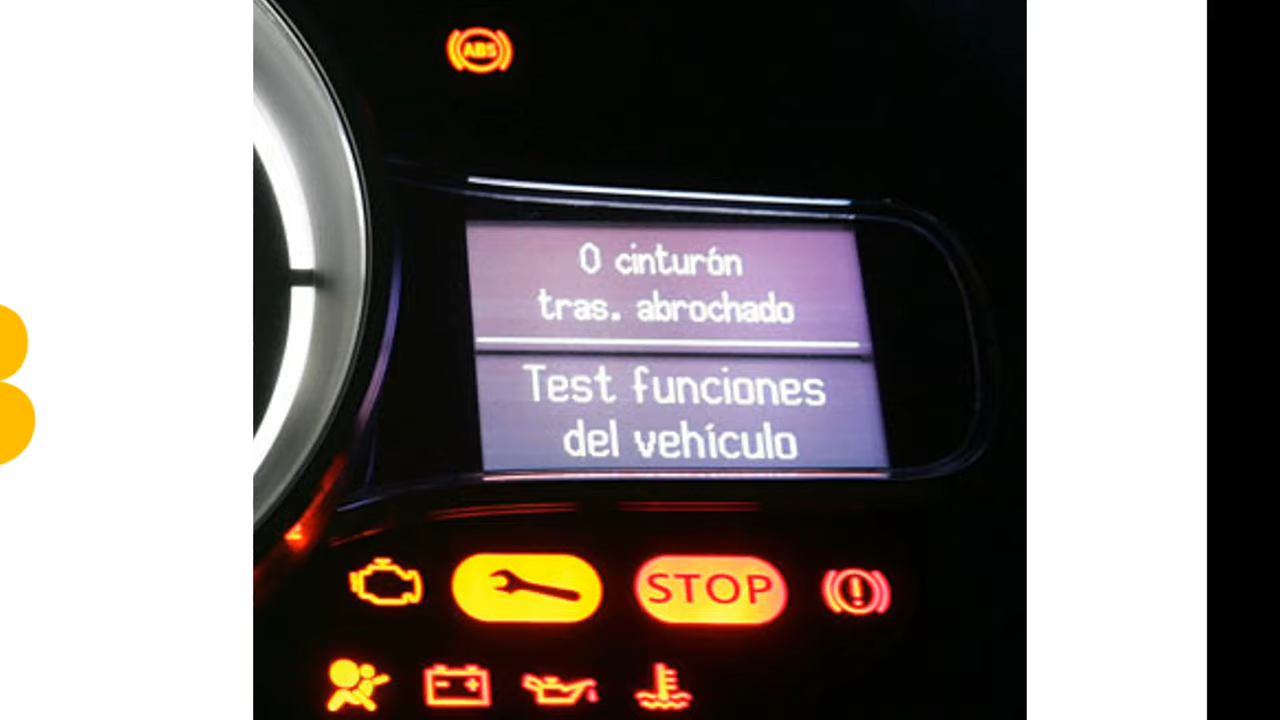 ABS
0 cinturón
tras. abrochado
Test funciones
del vehículo
STOP